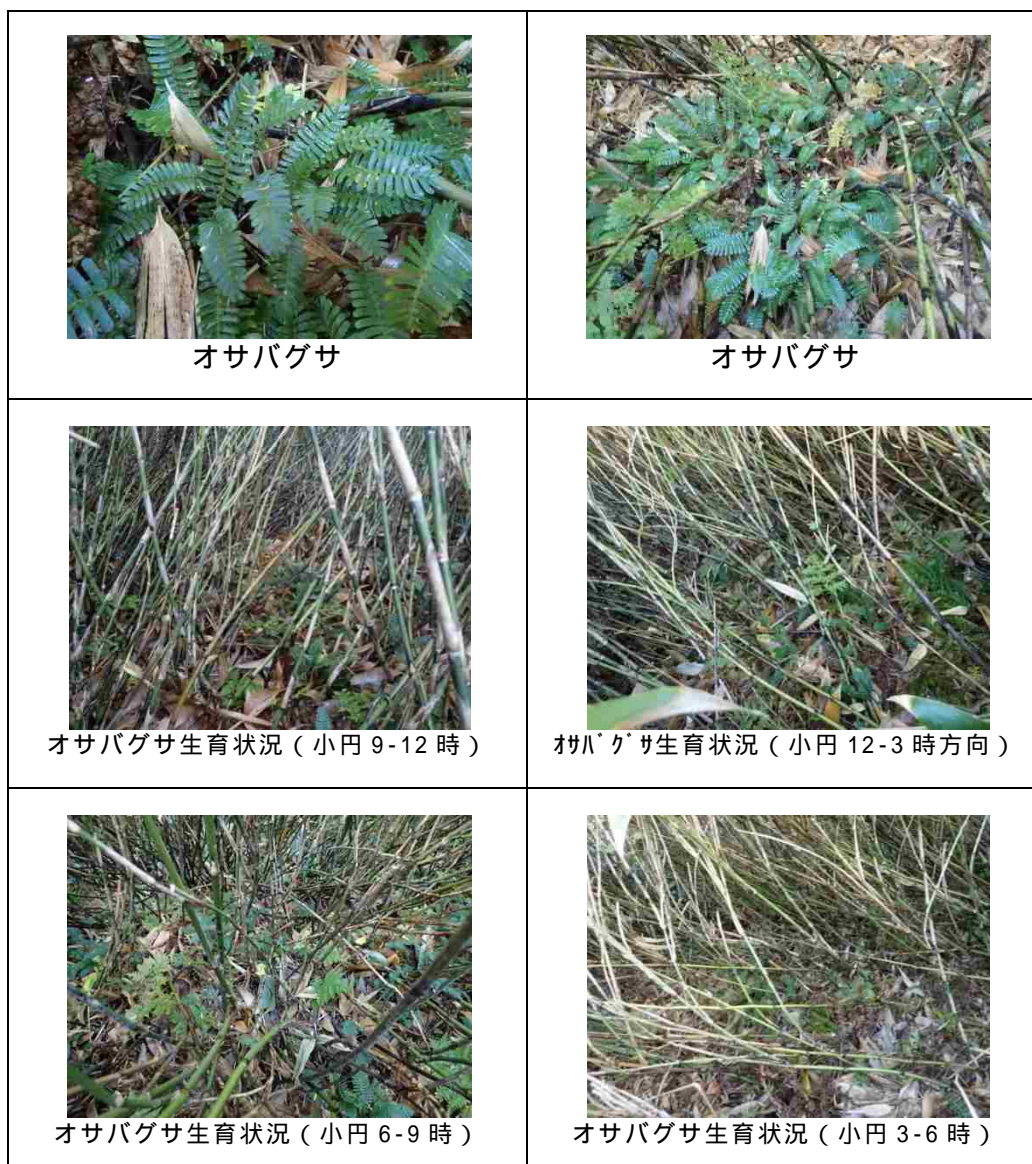 オサバグサ
オサバグサ
オサバグサ生育状況（小円 9-12 時）
ｵｻﾊﾞｸﾞｻ生育状況（小円 12-3 時方向）
オサバグサ生育状況（小円 6-9 時）
オサバグサ生育状況（小円 3-6 時）